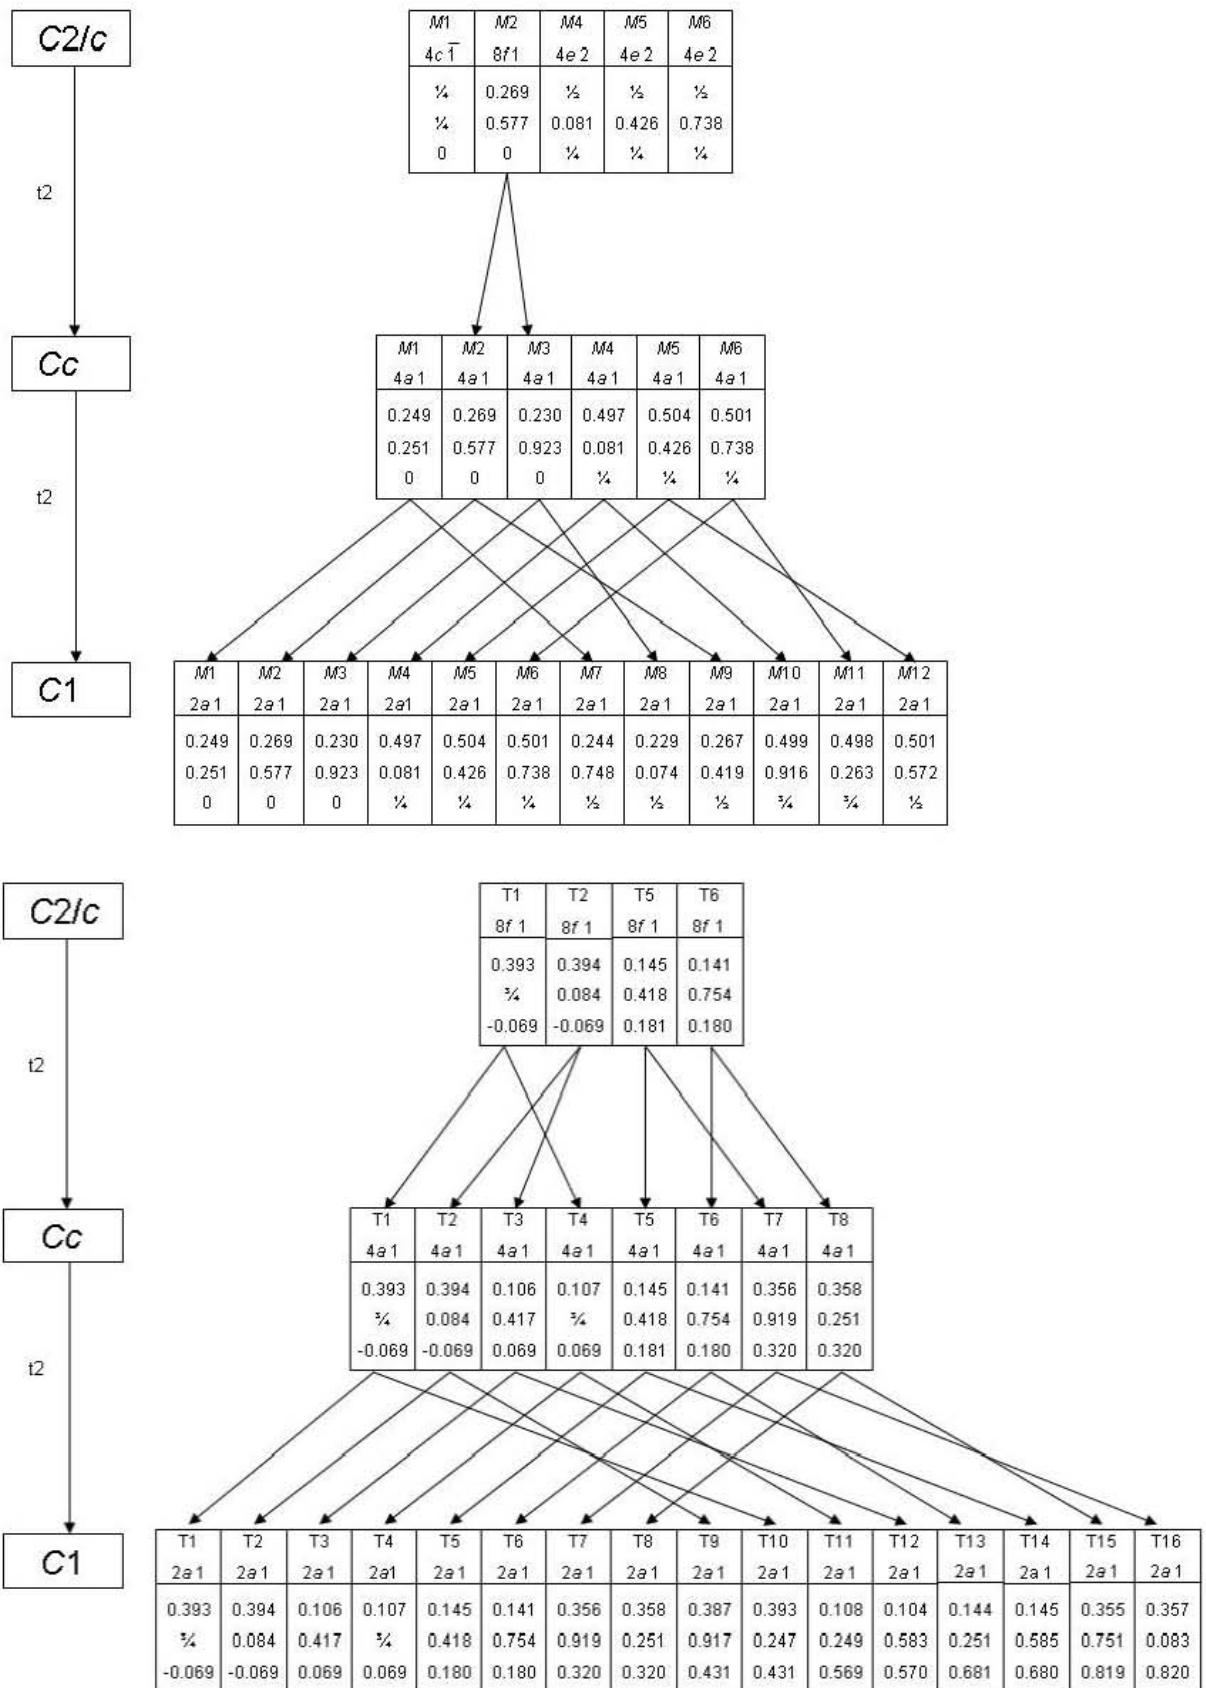 C2/c
M1 M2 M4 M5 M6
4c 1̅ 8f1 4e 2 4e 2 4e 2
¼ 0.269 ½ ½ ½
¼ 0.577 0.081 0.426 0.738
0 0 ¼ ¼ ¼
t2
Cc
M1 M2 M3 M4 M5 M6
4a 1 4a 1 4a 1 4a 1 4a 1 4a 1
0.249 0.269 0.230 0.497 0.504 0.501
0.251 0.577 0.923 0.081 0.426 0.738
0 0 0 ¼ ¼ ¼
t2
C1
M1 M2 M3 M4 M5 M6 M7 M8 M9 M10 M11 M12
2a 1 2a 1 2a 1 2a1 2a 1 2a 1 2a 1 2a 1 2a 1 2a 1 2a 1 2a 1
0.249 0.269 0.230 0.497 0.504 0.501 0.244 0.229 0.267 0.499 0.498 0.501
0.251 0.577 0.923 0.081 0.426 0.738 0.748 0.074 0.419 0.916 0.263 0.572
0 0 0 ¼ ¼ ¼ ½ ½ ½ ¾ ¾ ½
C2/c
T1 T2 T5 T6
8f 1 8f 1 8f 1 8f 1
0.393 0.394 0.145 0.141
¾ 0.084 0.418 0.754
-0.069 -0.069 0.181 0.180
t2
Cc
T1 T2 T3 T4 T5 T6 T7 T8
4a 1 4a 1 4a 1 4a 1 4a 1 4a 1 4a 1 4a 1
0.393 0.394 0.106 0.107 0.145 0.141 0.356 0.358
¾ 0.084 0.417 ¾ 0.418 0.754 0.919 0.251
-0.069 -0.069 0.069 0.069 0.181 0.180 0.320 0.320
t2
C1
T1 T2 T3 T4 T5 T6 T7 T8 T9 T10 T11 T12 T13 T14 T15 T16
2a 1 2a 1 2a 1 2a1 2a 1 2a 1 2a 1 2a 1 2a 1 2a 1 2a 1 2a 1 2a 1 2a 1 2a 1 2a 1
0.393 0.394 0.106 0.107 0.145 0.141 0.356 0.358 0.387 0.393 0.108 0.104 0.144 0.145 0.355 0.357
¾ 0.084 0.417 ¾ 0.418 0.754 0.919 0.251 0.917 0.247 0.249 0.583 0.251 0.585 0.751 0.083
-0.069 -0.069 0.069 0.069 0.180 0.180 0.320 0.320 0.431 0.431 0.569 0.570 0.681 0.680 0.819 0.820